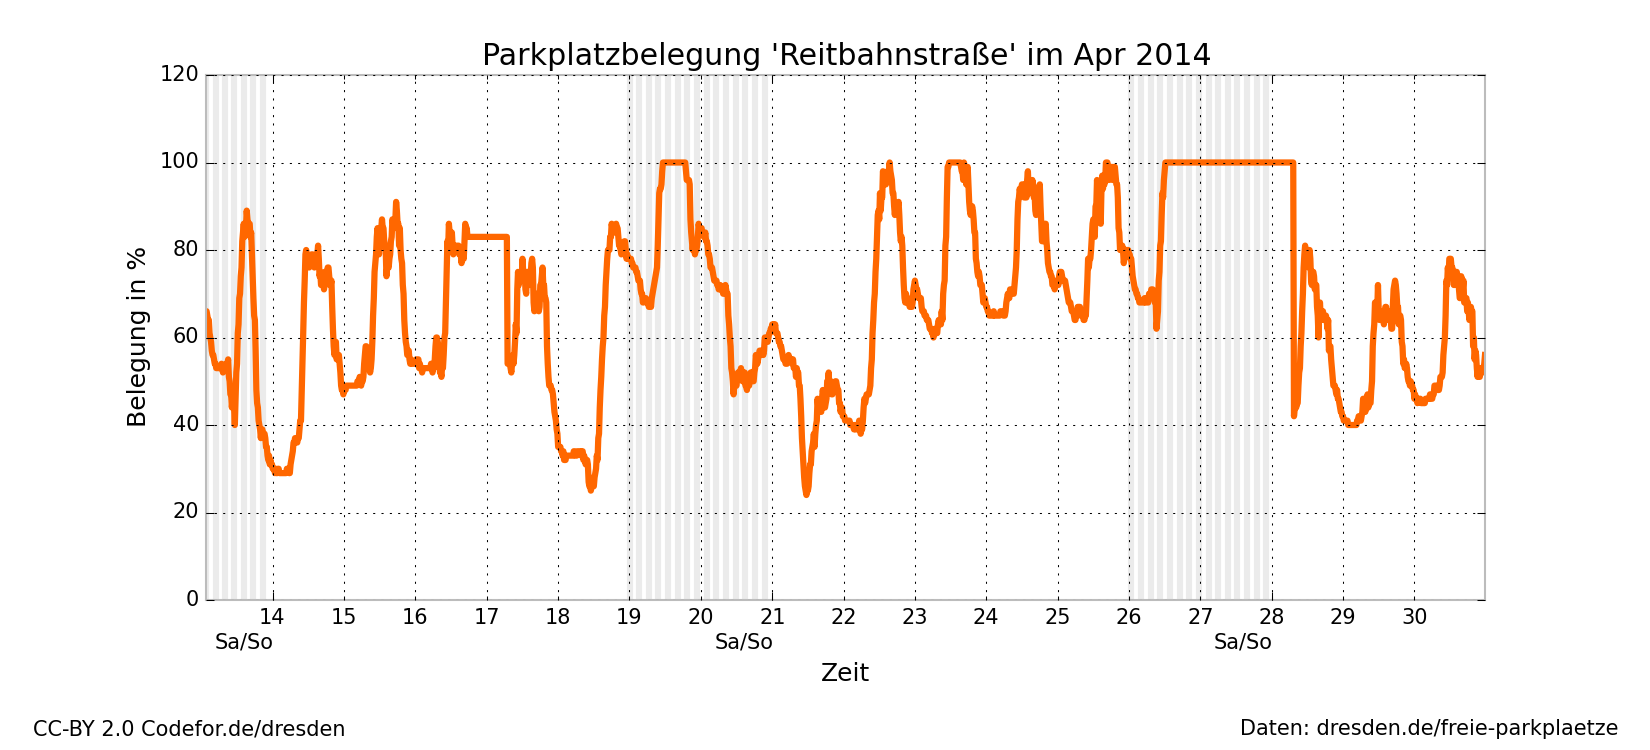 Parkplatzbelegung 'Reitbahnstraße' im Apr 2014
120
100
80
60
40
20
0
Belegung in %
14 15 16 17 18 19 20 21 22 23 24 25 26 27 28 29 30
Sa/So Sa/So Sa/So
Zeit
CC-BY 2.0 Codefor.de/dresden
Daten: dresden.de/freie-parkplaetze